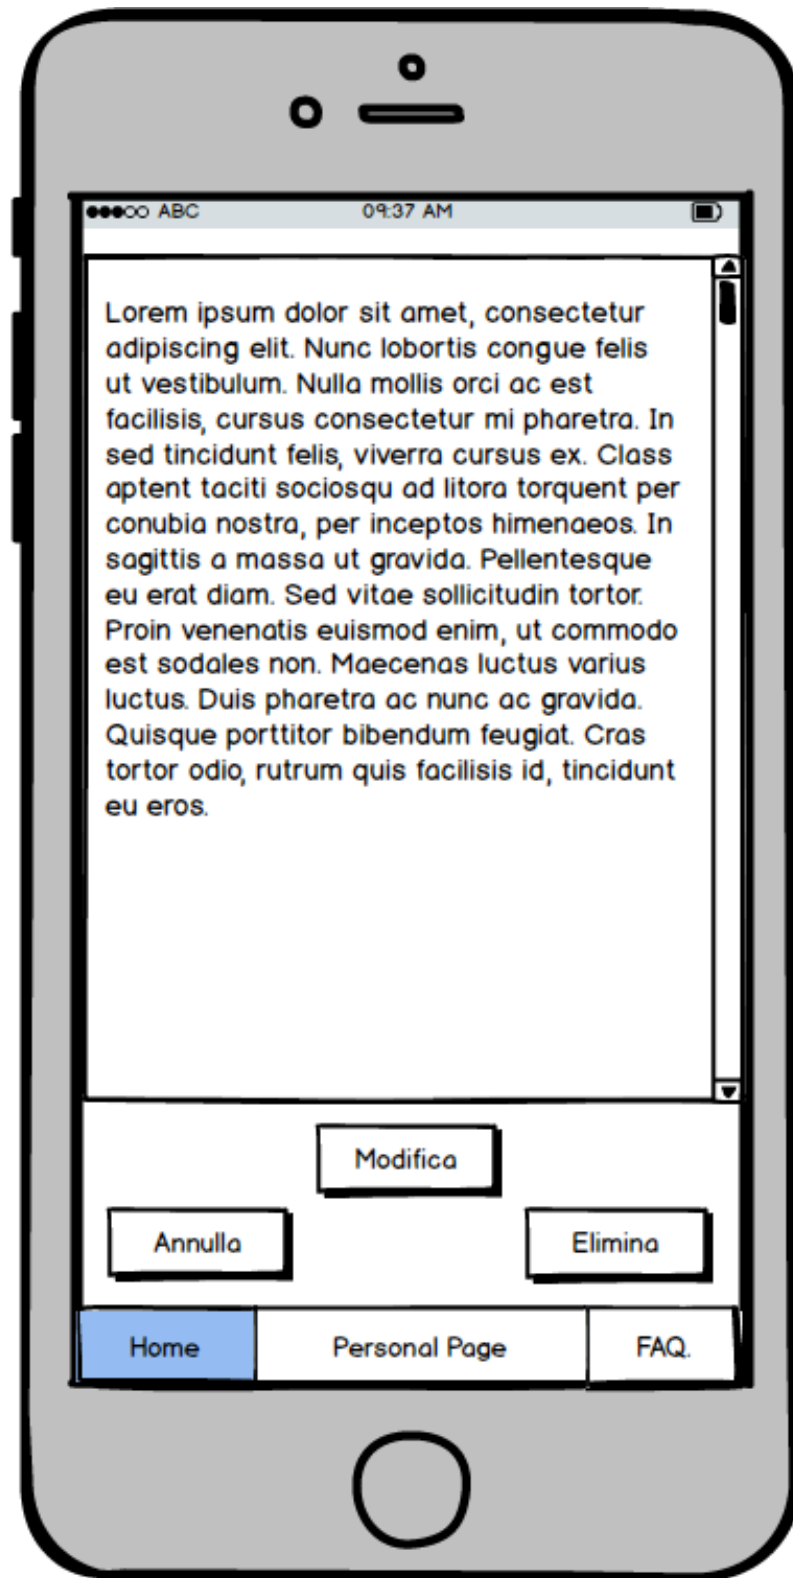 ABC 09:37 AM
Lorem ipsum dolor sit amet, consectetur
adipiscing elit. Nunc lobortis congue felis
ut vestibulum. Nulla mollis orci ac est
facilisis, cursus consectetur mi pharetra. In
sed tincidunt felis, viverra cursus ex. Class
aptent taciti sociosqu ad litora torquent per
conubia nostra, per inceptos himenaeos. In
sagittis a massa ut gravida. Pellentesque
eu erat diam. Sed vitae sollicitudin tortor.
Proin venenatis euismod enim, ut commodo
est sodales non. Maecenas luctus varius
luctus. Duis pharetra ac nunc ac gravida.
Quisque porttitor bibendum feugiat. Cras
tortor odio, rutrum quis facilisis id, tincidunt
eu eros.
Modifica
Annulla Elimina
Home Personal Page FAQ.